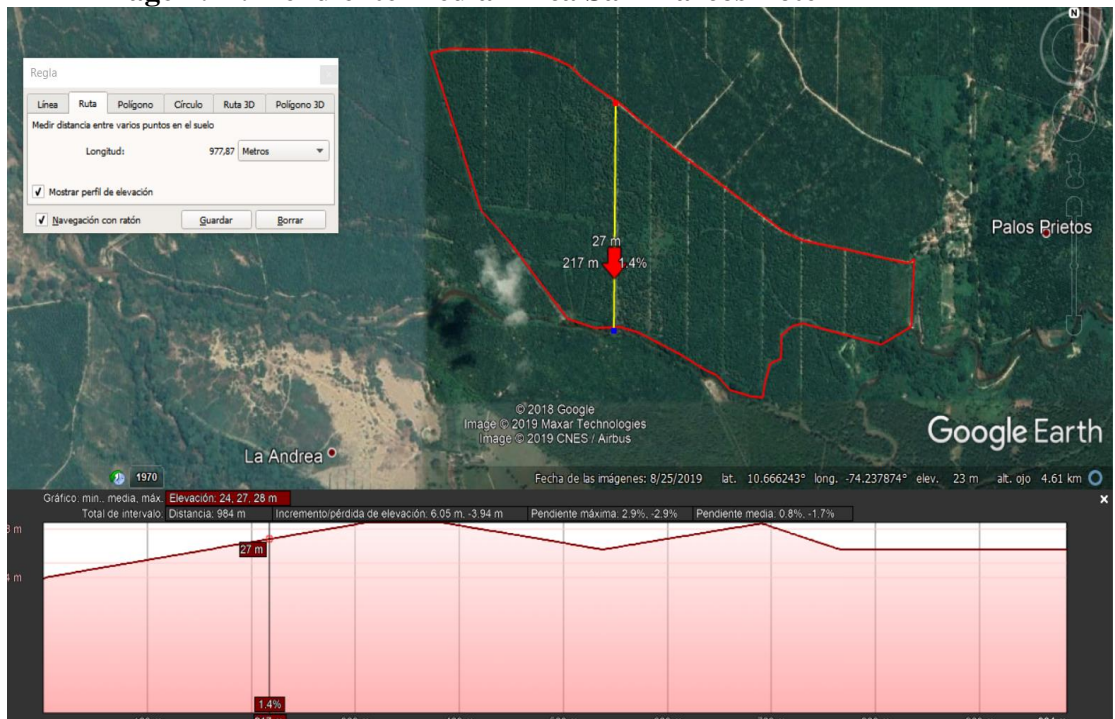 Regla
Línea Ruta Polígono Círculo Ruta 3D Polígono 3D
Medir distancia entre varios puntos en el suelo
Longitud: 977,87 Metros
Mostrar perfil de elevación
Navegación con ratón Guardar Borrar
N
Palos Prietos
27 m
217 m 1.4%
© 2018 Google
Image © 2019 Maxar Technologies
Image © 2019 CNES / Airbus
Google Earth
La Andrea
1970
Fecha de las imágenes: 8/25/2019 lat. 10.666243° long. -74.237874° elev. 23 m alt. ojo 4.61 km
Gráfico: min., media, máx. Elevación: 24, 27, 28 m
Total de intervalo: Distancia: 984 m Incremento/pérdida de elevación: 6.05 m, -3.94 m Pendiente máxima: 2.9%, -2.9% Pendiente media: 0.8%, -1.7%
27 m
1.4%